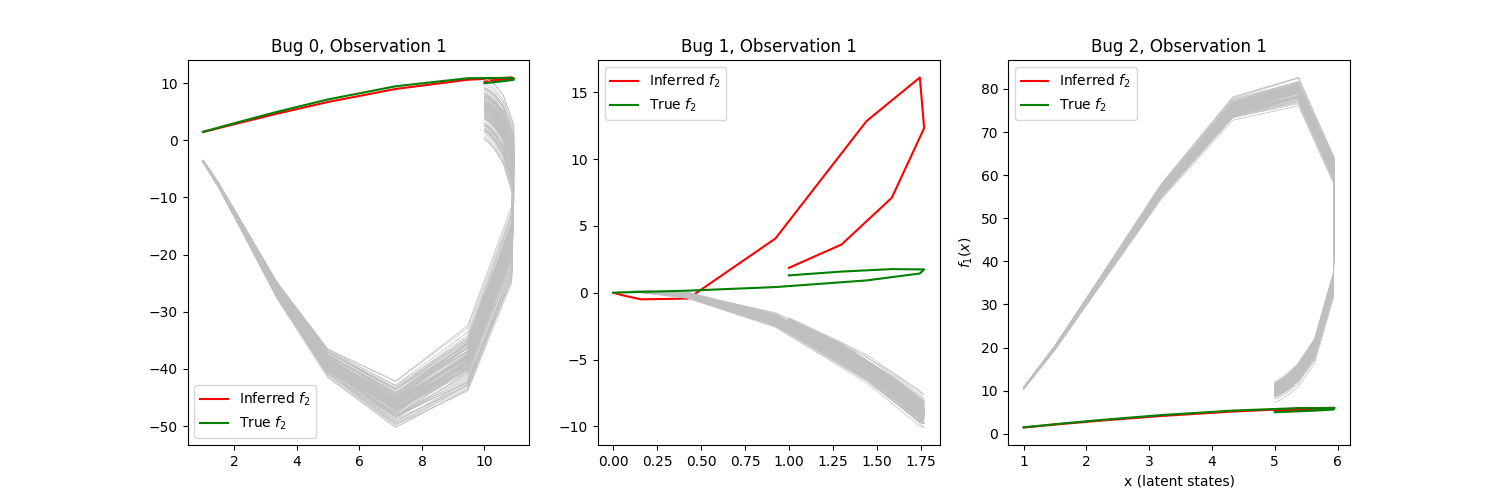 Bug 0, Observation 1
10
0
−10
−20
−30
−40
−50
Inferred f₂
True f₂
2 4 6 8 10
Bug 1, Observation 1
Inferred f₂
True f₂
15
10
5
0
−5
−10
0.00 0.25 0.50 0.75 1.00 1.25 1.50 1.75
Bug 2, Observation 1
Inferred f₂
True f₂
80
70
60
50
40
30
20
10
0
f₁(x)
1 2 3 4 5 6
x (latent states)